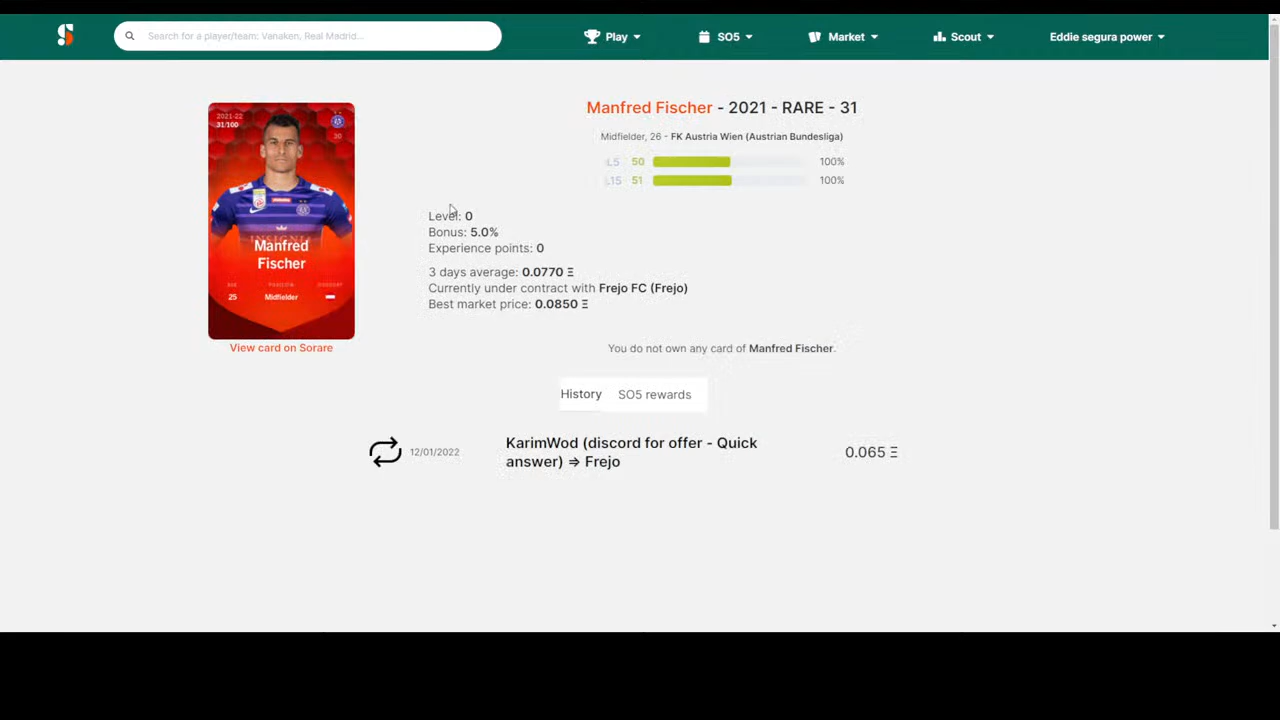 Search for a player/team: Vanaken, Real Madrid...
Play
SO5
Market
Scout
Eddie segura power
2021-22
31/100
30
Manfred
Fischer
AGE
POSITION
25
Midfielder
View card on Sorare
Manfred Fischer - 2021 - RARE - 31
Midfielder, 26 - FK Austria Wien (Austrian Bundesliga)
L5 50 100%
L15 51 100%
Level: 0
Bonus: 5.0%
Experience points: 0
3 days average: 0.0770 Ξ
Currently under contract with Frejo FC (Frejo)
Best market price: 0.0850 Ξ
You do not own any card of Manfred Fischer.
History
SO5 rewards
12/01/2022
KarimWod (discord for offer - Quick
answer) ⇒ Frejo
0.065 Ξ